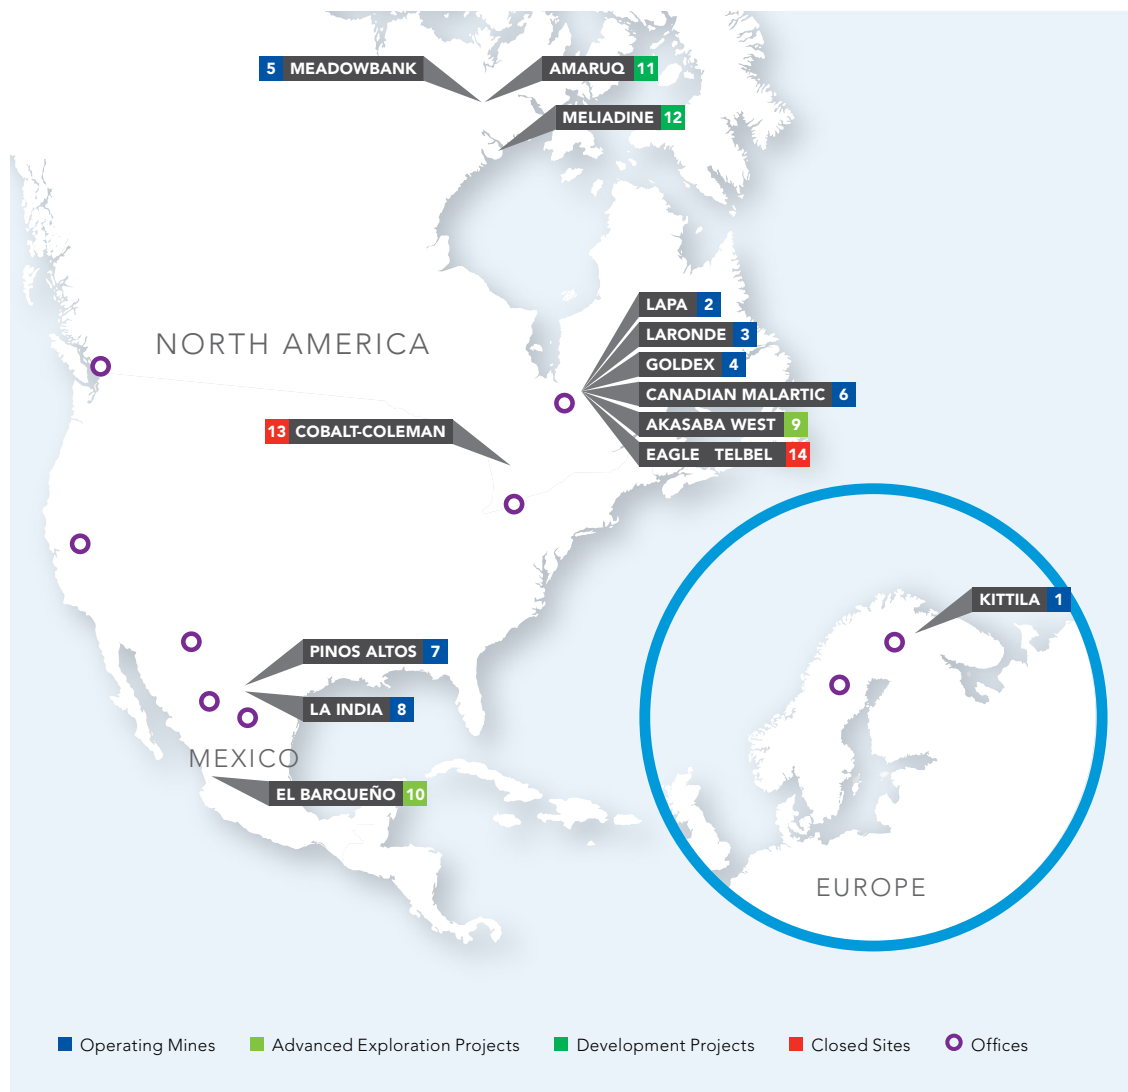 5 MEADOWBANK
AMARUQ 11
MELIADINE 12
LAPA 2
LARONDE 3
NORTH AMERICA
GOLDEX 4
CANADIAN MALARTIC 6
AKASABA WEST 9
13 COBALT-COLEMAN
EAGLE TELBEL 14
KITTILA 1
PINOS ALTOS 7
LA INDIA 8
MEXICO
EL BARQUEÑO 10
EUROPE
Operating Mines
Advanced Exploration Projects
Development Projects
Closed Sites
Offices